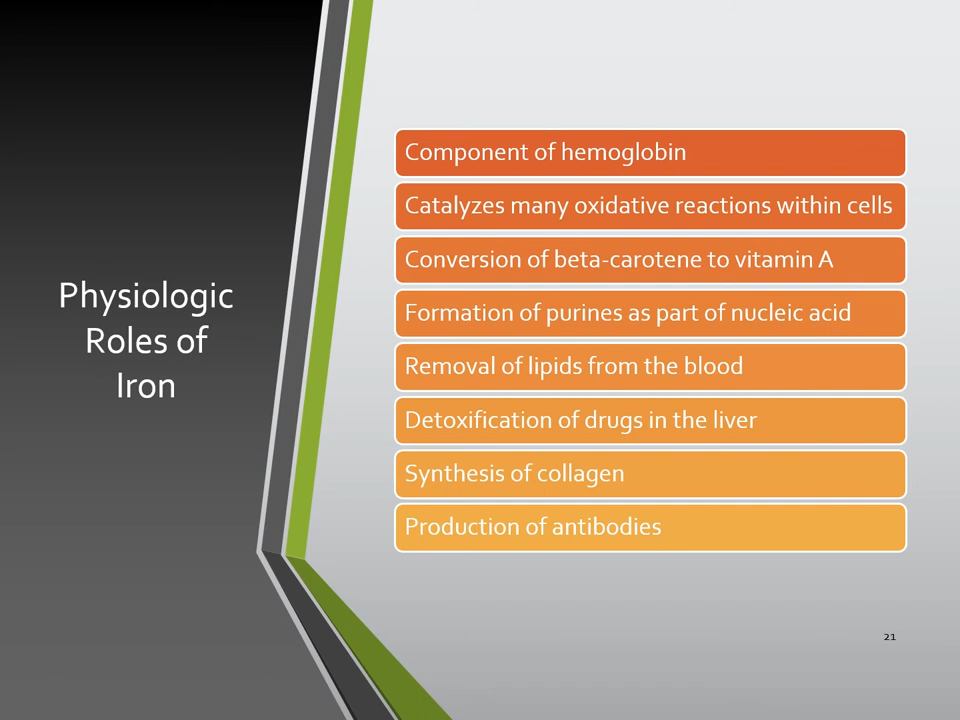 Physiologic
Roles of
Iron
Component of hemoglobin
Catalyzes many oxidative reactions within cells
Conversion of beta-carotene to vitamin A
Formation of purines as part of nucleic acid
Removal of lipids from the blood
Detoxification of drugs in the liver
Synthesis of collagen
Production of antibodies
21